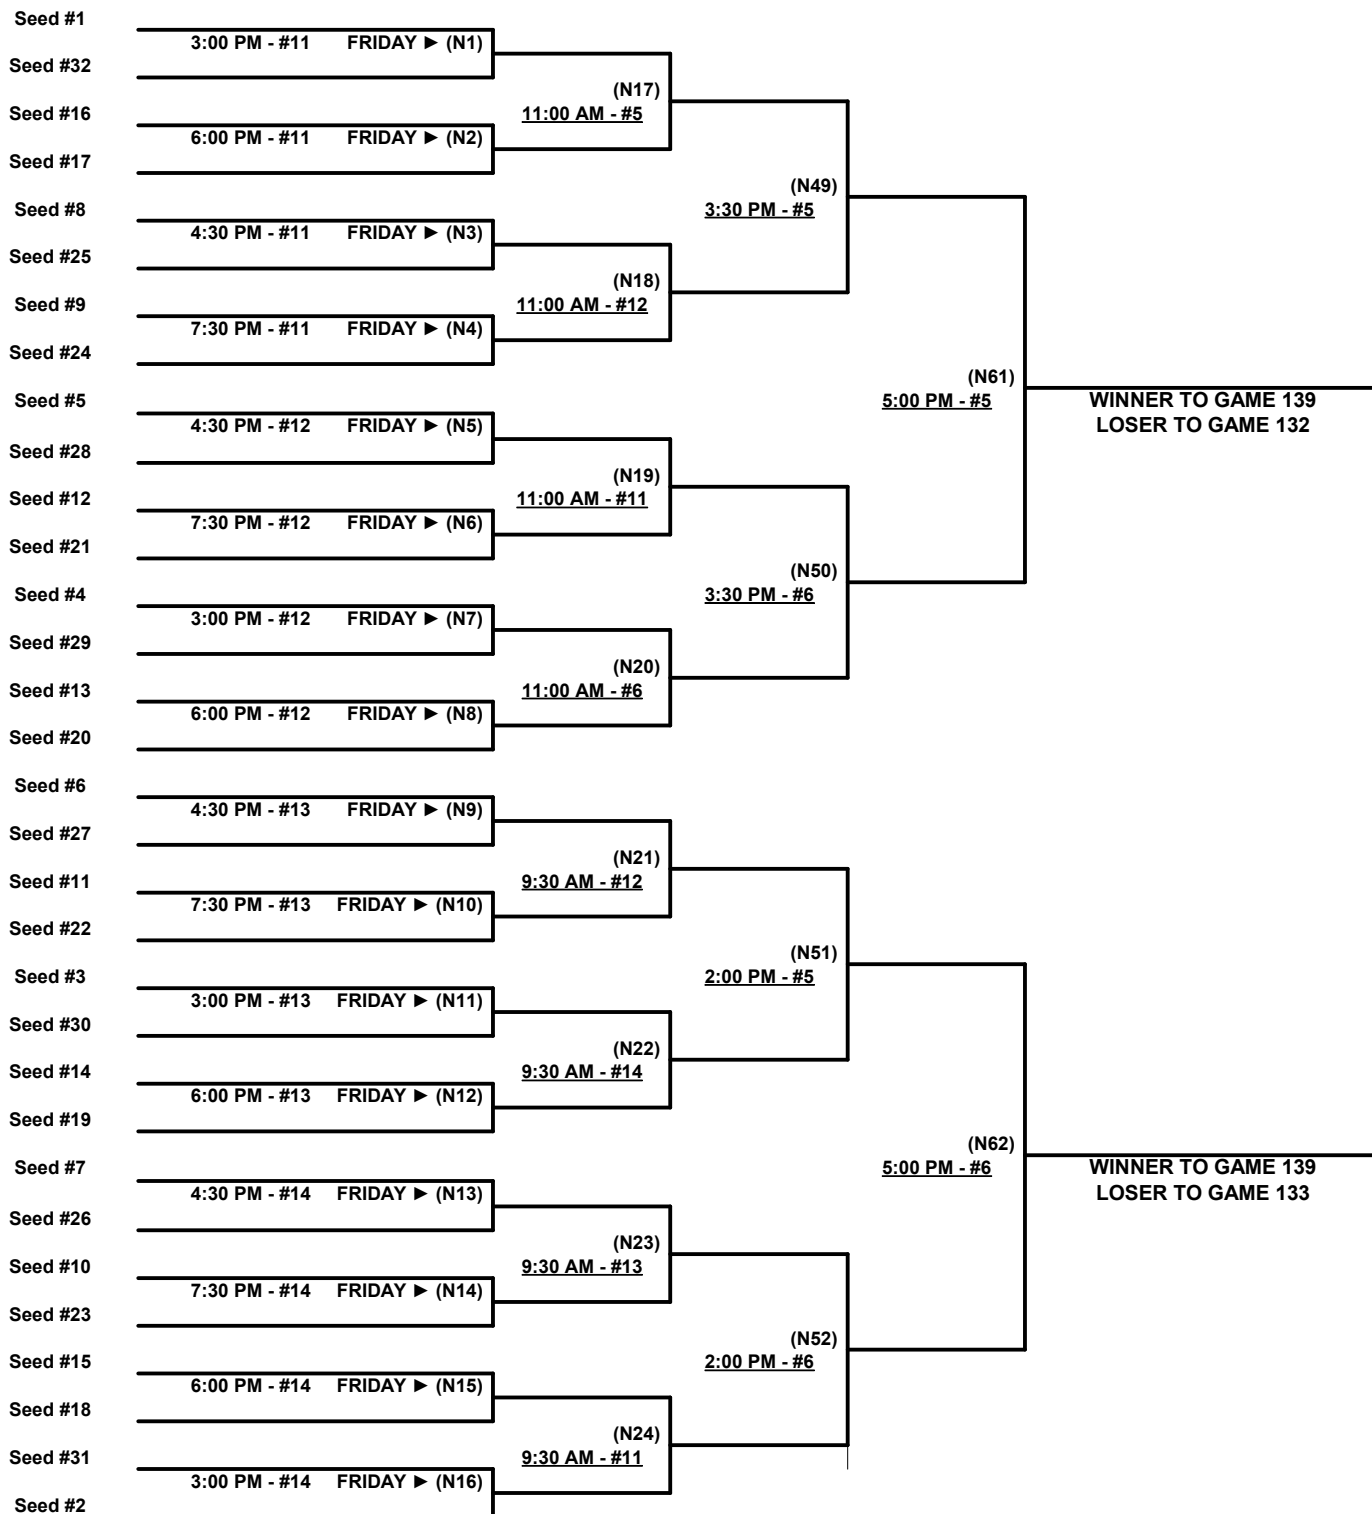 Seed #1
3:00 PM - #11 FRIDAY ► (N1)
Seed #32
(N17)
11:00 AM - #5
Seed #16
6:00 PM - #11 FRIDAY ► (N2)
Seed #17
(N49)
3:30 PM - #5
Seed #8
4:30 PM - #11 FRIDAY ► (N3)
Seed #25
(N18)
11:00 AM - #12
Seed #9
7:30 PM - #11 FRIDAY ► (N4)
Seed #24
(N61)
5:00 PM - #5
WINNER TO GAME 139
LOSER TO GAME 132
Seed #5
4:30 PM - #12 FRIDAY ► (N5)
Seed #28
(N19)
11:00 AM - #11
Seed #12
7:30 PM - #12 FRIDAY ► (N6)
Seed #21
(N50)
3:30 PM - #6
Seed #4
3:00 PM - #12 FRIDAY ► (N7)
Seed #29
(N20)
11:00 AM - #6
Seed #13
6:00 PM - #12 FRIDAY ► (N8)
Seed #20
Seed #6
4:30 PM - #13 FRIDAY ► (N9)
Seed #27
(N21)
9:30 AM - #12
Seed #11
7:30 PM - #13 FRIDAY ► (N10)
Seed #22
(N51)
2:00 PM - #5
Seed #3
3:00 PM - #13 FRIDAY ► (N11)
Seed #30
(N22)
9:30 AM - #14
Seed #14
6:00 PM - #13 FRIDAY ► (N12)
Seed #19
(N62)
5:00 PM - #6
WINNER TO GAME 139
LOSER TO GAME 133
Seed #7
4:30 PM - #14 FRIDAY ► (N13)
Seed #26
(N23)
9:30 AM - #13
Seed #10
7:30 PM - #14 FRIDAY ► (N14)
Seed #23
(N52)
2:00 PM - #6
Seed #15
6:00 PM - #14 FRIDAY ► (N15)
Seed #18
(N24)
9:30 AM - #11
Seed #31
3:00 PM - #14 FRIDAY ► (N16)
Seed #2